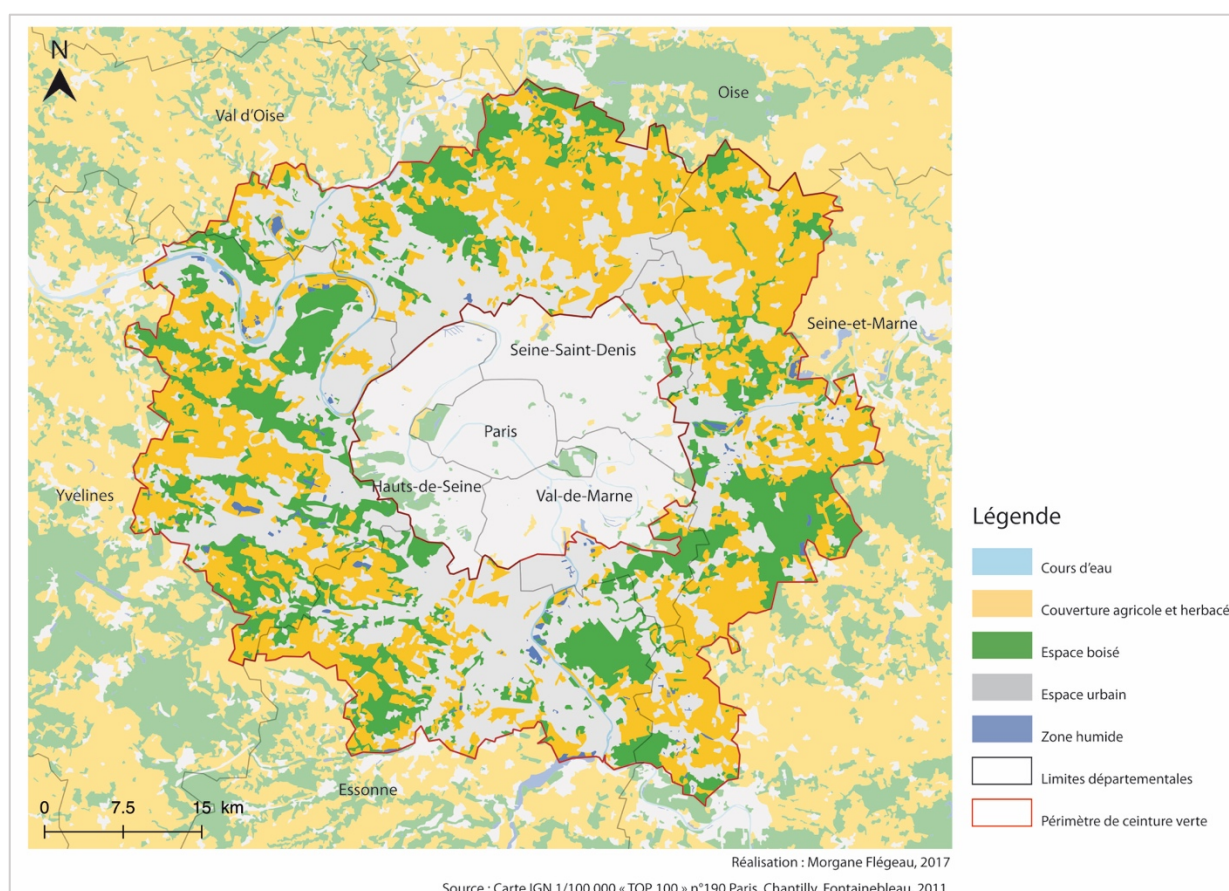 N
Oise
Val d'Oise
Seine-et-Marne
Seine-Saint-Denis
Paris
Hauts-de-Seine
Val-de-Marne
Yvelines
Essonne
0 7.5 15 km
Légende
Cours d'eau
Couverture agricole et herbacé
Espace boisé
Espace urbain
Zone humide
Limites départementales
Périmètre de ceinture verte
Réalisation : Morgane Flégeau, 2017
Source : Carte IGN 1/100 000 « TOP 100 » n°190 Paris, Chantilly, Fontainebleau, 2011.